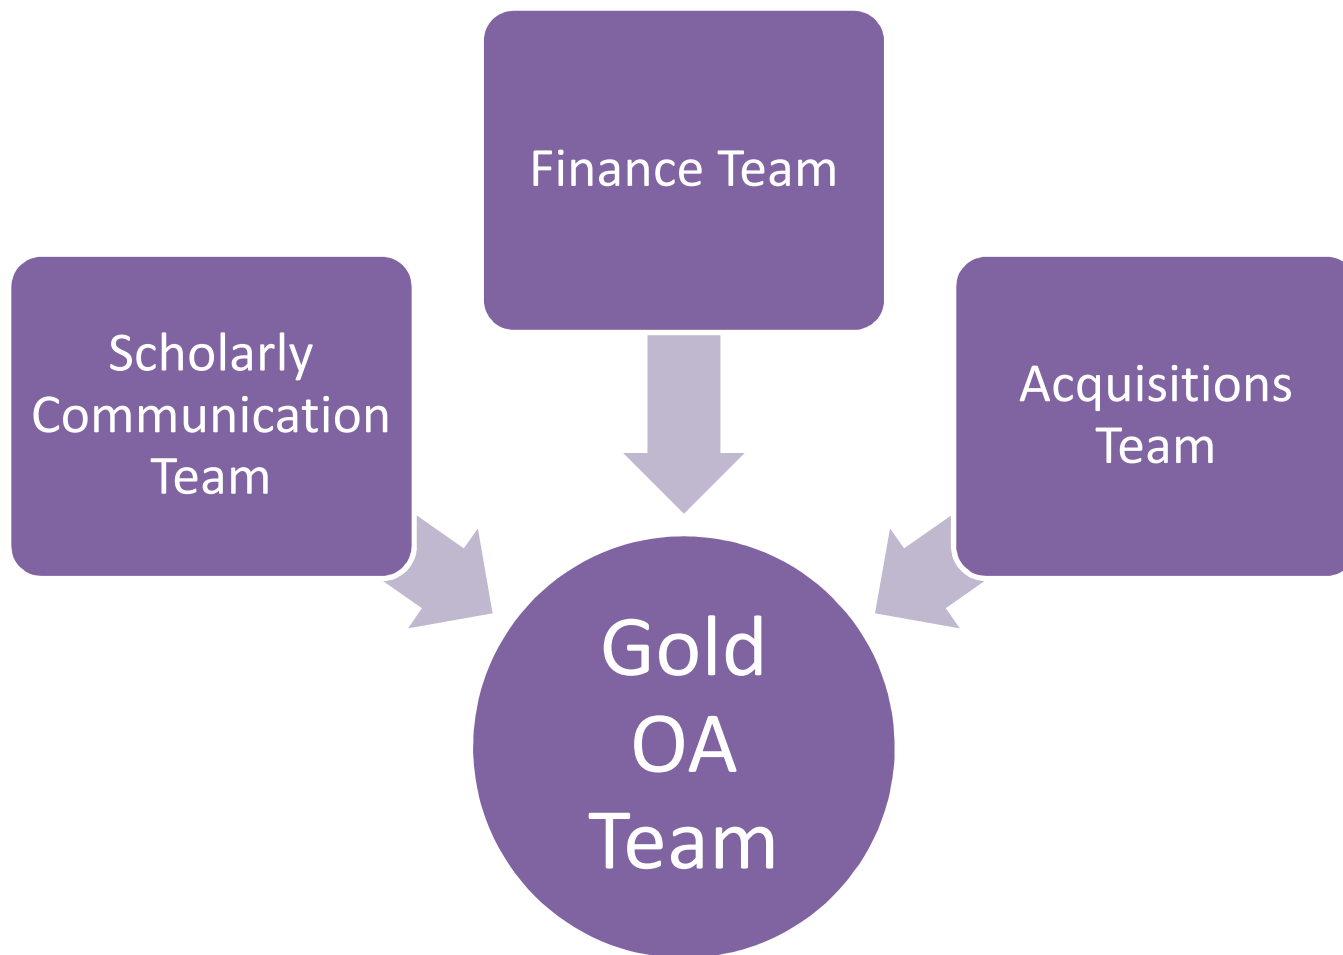 Finance Team
Scholarly
Communication
Team
Acquisitions
Team
Gold
OA
Team